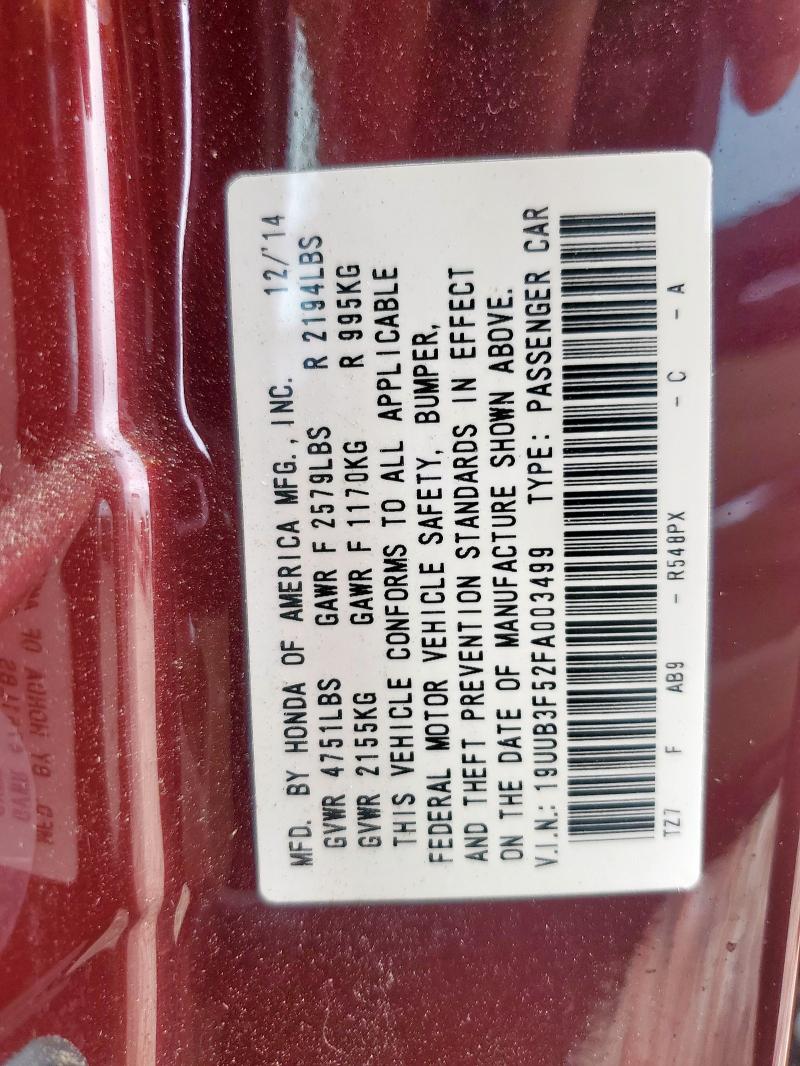 MFD. BY HONDA OF AMERICA MFG., INC. 12/'14
GVWR 4751LBS GAWR F 2579LBS R 2194LBS
GVWR 2155KG GAWR F 1170KG R 995KG
THIS VEHICLE CONFORMS TO ALL APPLICABLE
FEDERAL MOTOR VEHICLE SAFETY, BUMPER,
AND THEFT PREVENTION STANDARDS IN EFFECT
ON THE DATE OF MANUFACTURE SHOWN ABOVE.
V.I.N.: 19UUB3F52FA003499 TYPE: PASSENGER CAR
TZ7 F AB9 - R548PX - C - A